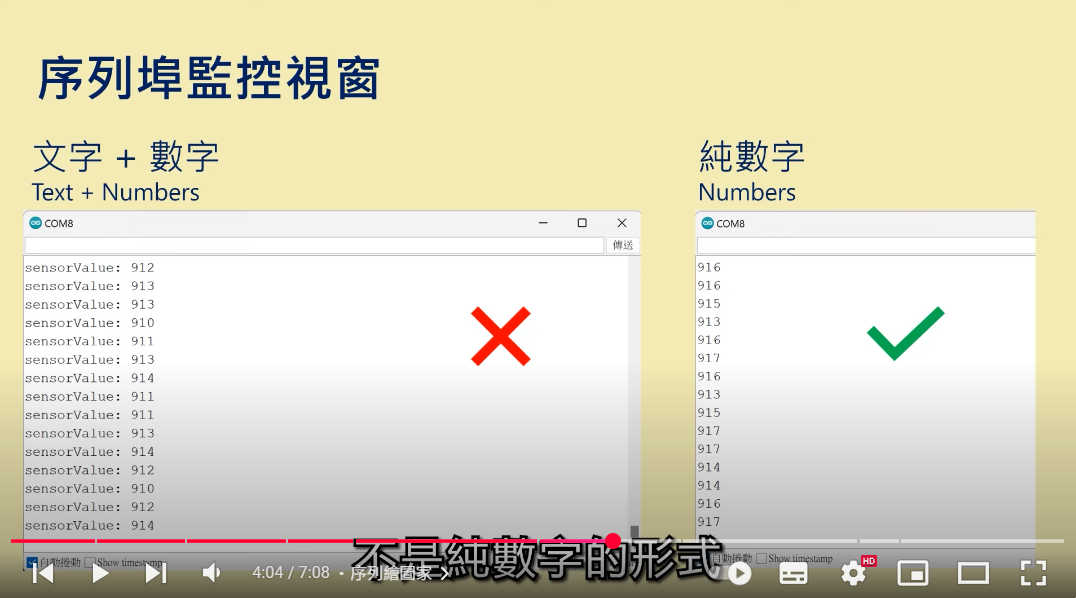 序列埠監控視窗
文字 + 數字
Text + Numbers
COM8
傳送
sensorValue: 912
sensorValue: 913
sensorValue: 913
sensorValue: 910
sensorValue: 911
sensorValue: 913
sensorValue: 914
sensorValue: 911
sensorValue: 911
sensorValue: 913
sensorValue: 914
sensorValue: 912
sensorValue: 910
sensorValue: 912
sensorValue: 914
自動捲動 Show timestamp
純數字
Numbers
COM8
916
916
915
913
916
917
916
913
915
917
917
914
914
916
917
自動捲動 Show timestamp
不是純數字的形式
4:04 / 7:08 • 序列繪圖家
HD